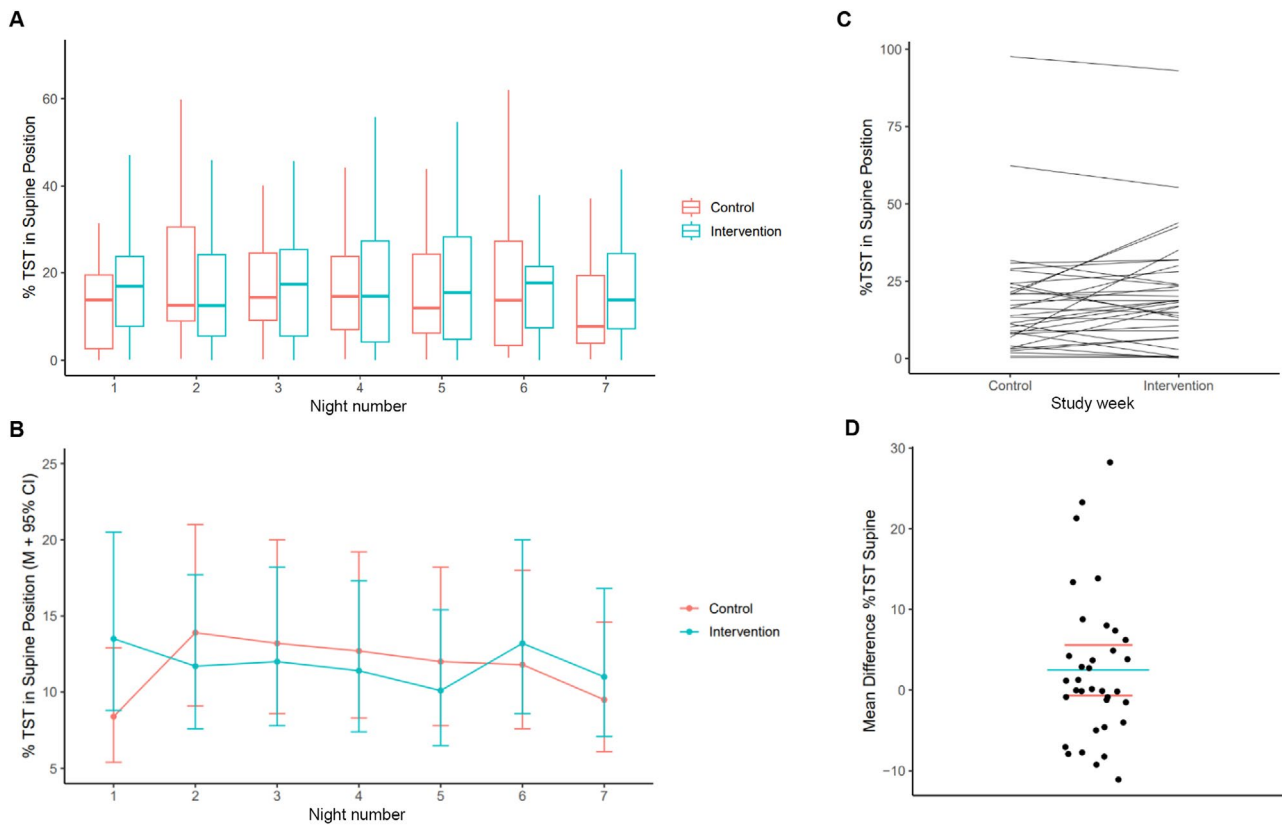 A
% TST in Supine Position
60
40
20
0
1 2 3 4 5 6 7
Night number
Control
Intervention
B
% TST in Supine Position (M + 95% CI)
25
20
15
10
5
1 2 3 4 5 6 7
Night number
Control
Intervention
C
%TST in Supine Position
100
75
50
25
0
Control Intervention
Study week
D
Mean Difference %TST Supine
30
20
10
0
−10